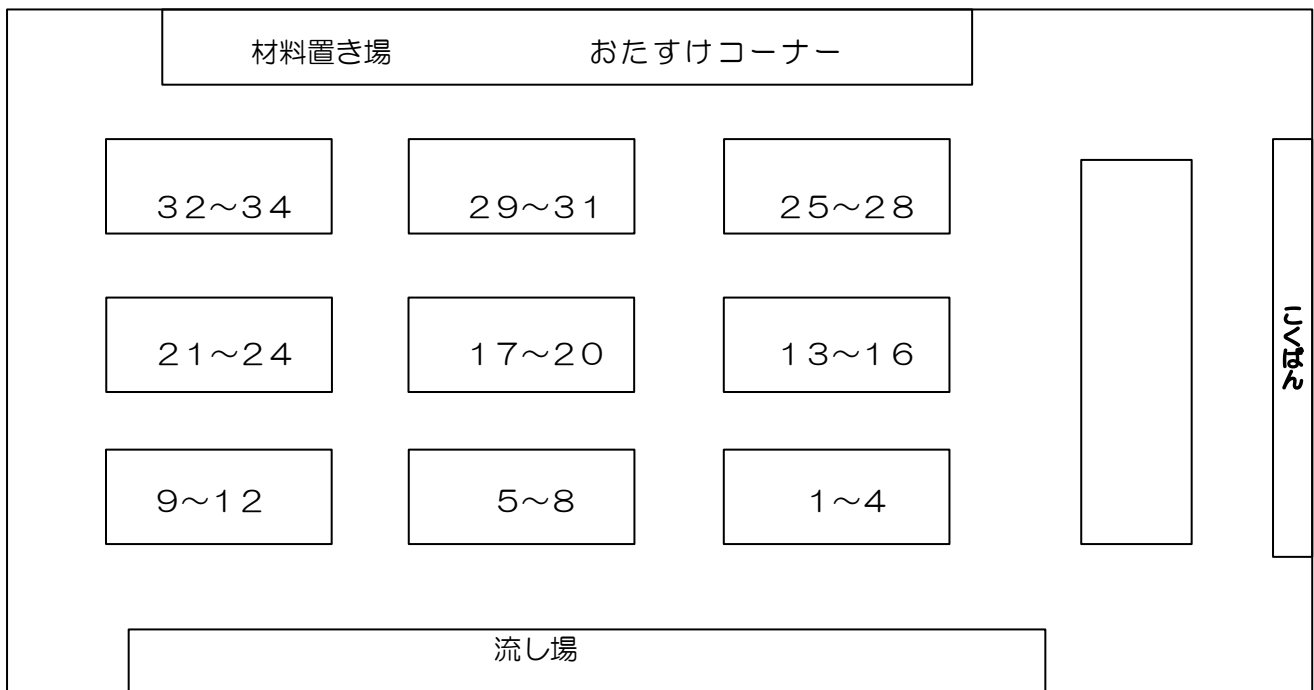 材料置き場 おたすけコーナー
３２～３４ ２９～３１ ２５～２８
２１～２４ １７～２０ １３～１６
こくばん
９～１２ ５～８ １～４
流し場